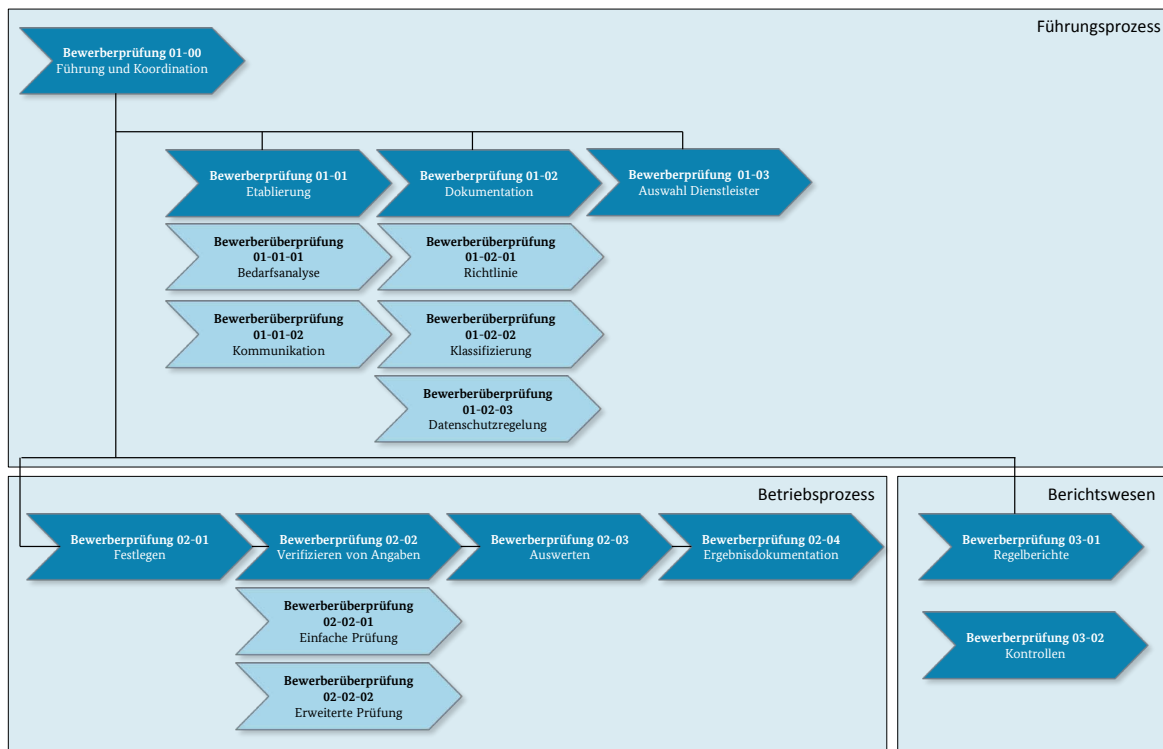 Führungsprozess
Bewerberprüfung 01-00
Führung und Koordination
Bewerberprüfung 01-01
Etablierung
Bewerberprüfung 01-02
Dokumentation
Bewerberprüfung 01-03
Auswahl Dienstleister
Bewerberüberprüfung
01-01-01
Bedarfsanalyse
Bewerberüberprüfung
01-02-01
Richtlinie
Bewerberüberprüfung
01-01-02
Kommunikation
Bewerberüberprüfung
01-02-02
Klassifizierung
Bewerberüberprüfung
01-02-03
Datenschutzregelung
Betriebsprozess
Bewerberprüfung 02-01
Festlegen
Bewerberprüfung 02-02
Verifizieren von Angaben
Bewerberprüfung 02-03
Auswerten
Bewerberprüfung 02-04
Ergebnisdokumentation
Bewerberüberprüfung
02-02-01
Einfache Prüfung
Bewerberüberprüfung
02-02-02
Erweiterte Prüfung
Berichtswesen
Bewerberprüfung 03-01
Regelberichte
Bewerberprüfung 03-02
Kontrollen